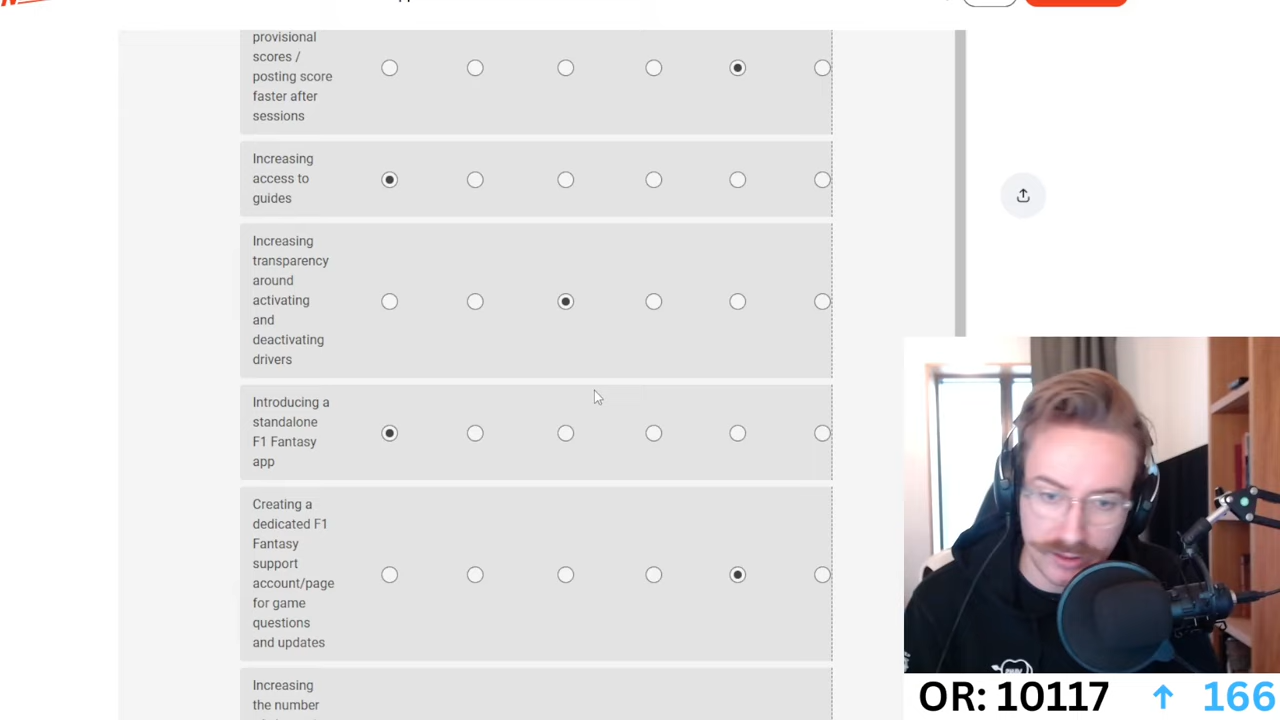 provisional
scores /
posting score
faster after
sessions
Increasing
access to
guides
Increasing
transparency
around
activating
and
deactivating
drivers
Introducing a
standalone
F1 Fantasy
app
Creating a
dedicated F1
Fantasy
support
account/page
for game
questions
and updates
Increasing
the number
OR: 10117 ↑ 166